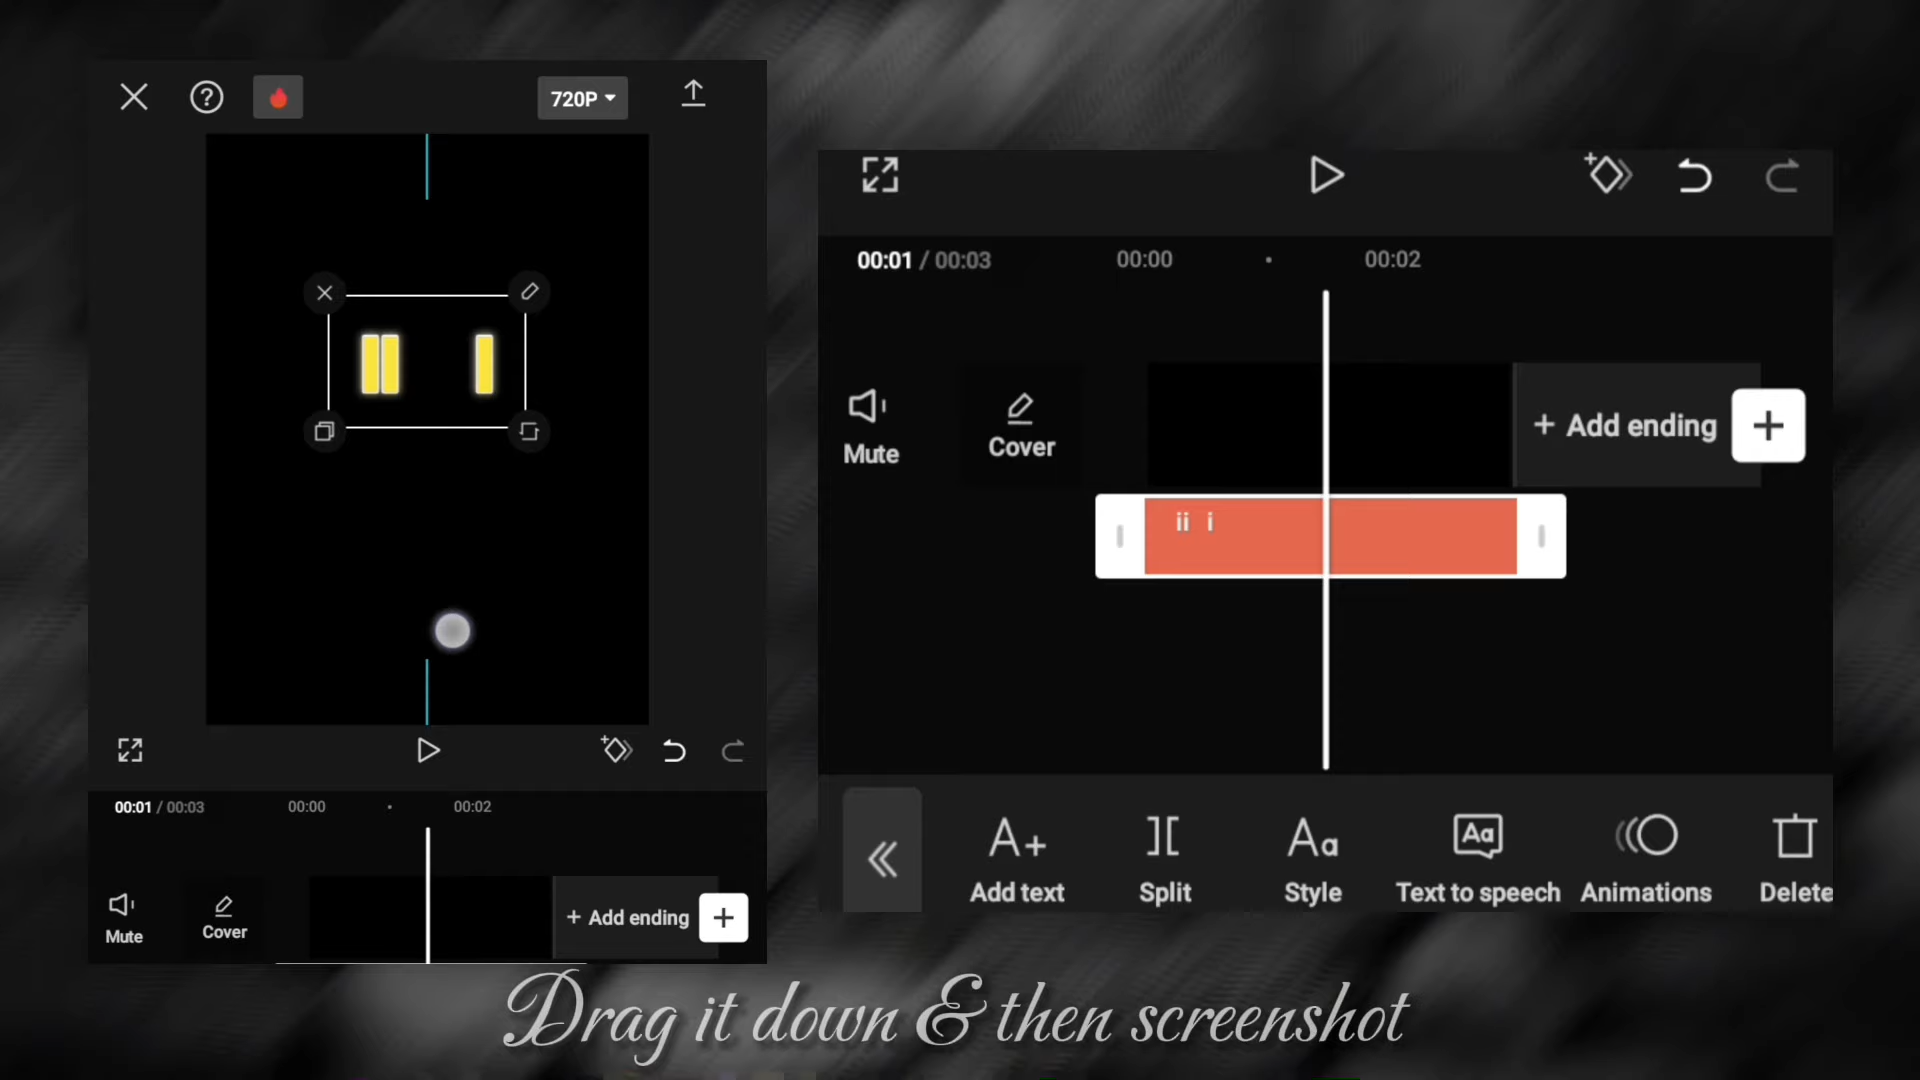 720P
00:01 / 00:03 00:00 00:02
Mute
Cover
+ Add ending
00:01 / 00:03 00:00 00:02
Mute
Cover
+ Add ending
ii i
Add text Split Style Text to speech Animations Delete
Drag it down & then screenshot